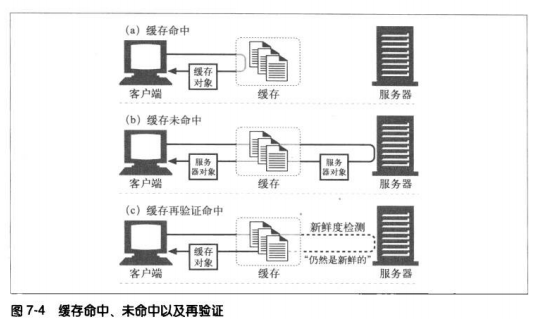 (a) 缓存命中
缓存
对象
客户端
缓存
服务器
(b) 缓存未命中
服务
器对象
服务
器对象
客户端
缓存
服务器
(c) 缓存再验证命中
新鲜度检测
缓存
对象
“仍然是新鲜的”
客户端
缓存
服务器
图 7-4 缓存命中、未命中以及再验证